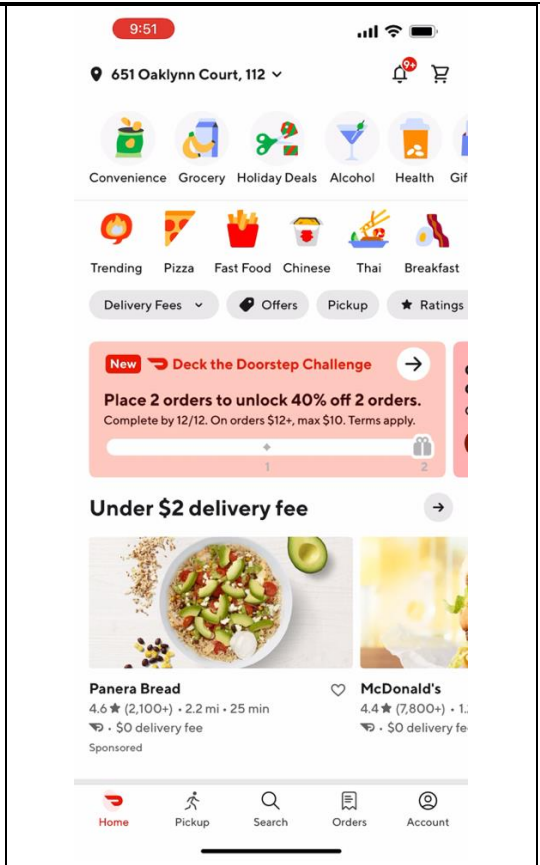 9:51
651 Oaklynn Court, 112
9+
Convenience Grocery Holiday Deals Alcohol Health Gif
Trending Pizza Fast Food Chinese Thai Breakfast
Delivery Fees Offers Pickup ★ Ratings
New Deck the Doorstep Challenge
Place 2 orders to unlock 40% off 2 orders.
Complete by 12/12. On orders $12+, max $10. Terms apply.
1 2
Under $2 delivery fee
Panera Bread McDonald's
4.6 ★ (2,100+) • 2.2 mi • 25 min 4.4 ★ (7,800+) • 1.
• $0 delivery fee • $0 delivery fe
Sponsored
Home Pickup Search Orders Account